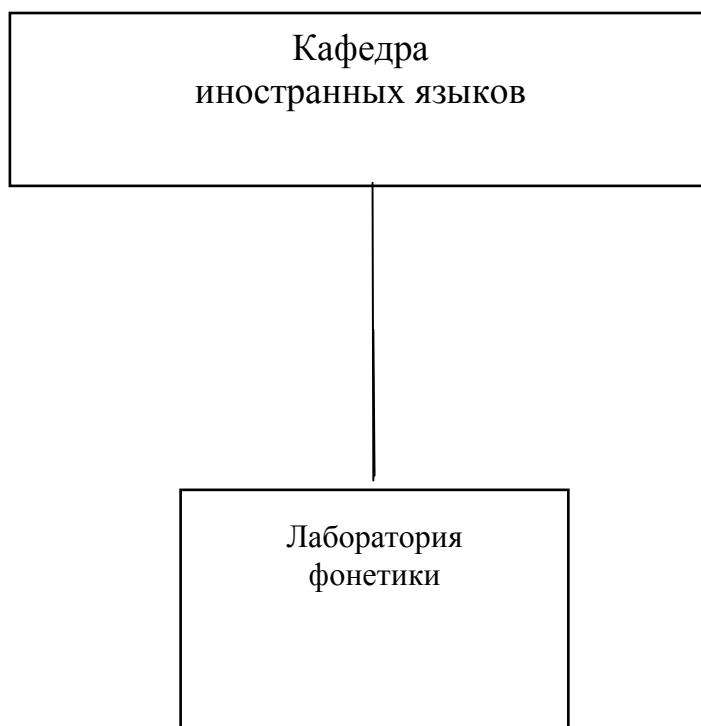 Кафедра
иностранных языков
Лаборатория
фонетики